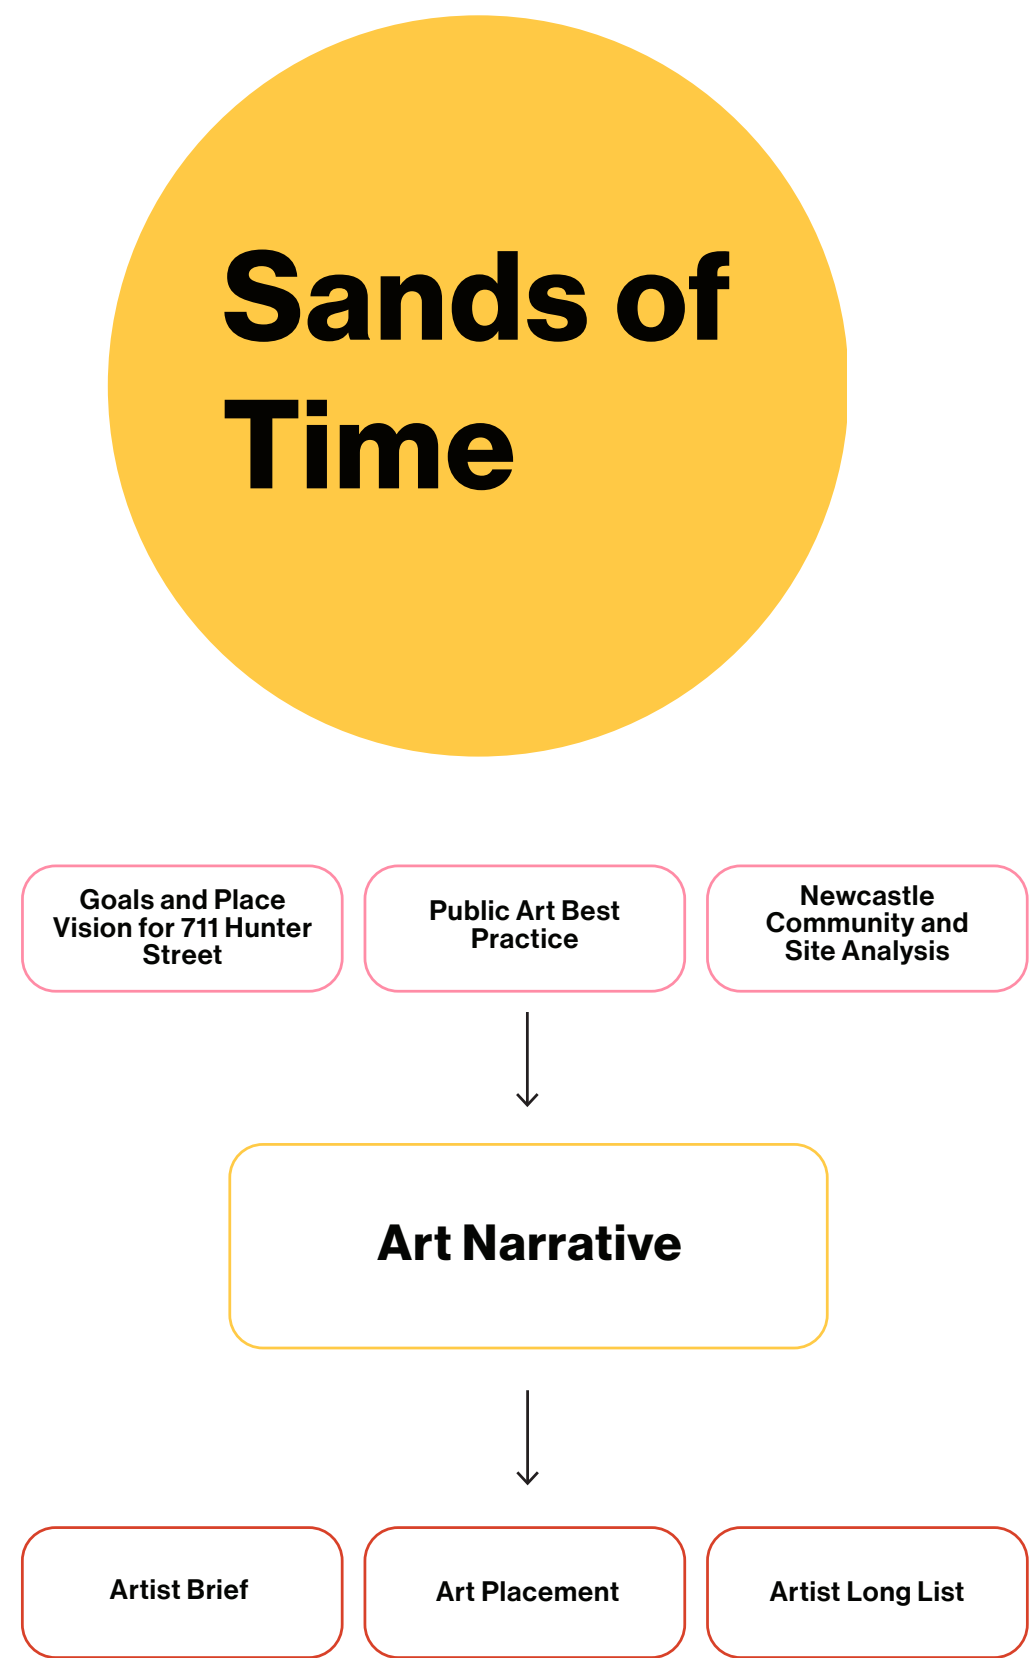 Sands of
Time
Goals and Place
Vision for 711 Hunter
Street
Public Art Best
Practice
Newcastle
Community and
Site Analysis
Art Narrative
Artist Brief
Art Placement
Artist Long List